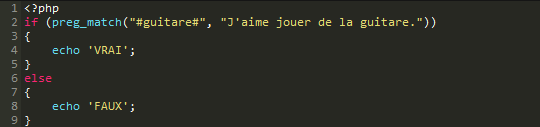 1 <?php
2 if (preg_match("#guitare#", "J'aime jouer de la guitare."))
3 {
4     echo 'VRAI';
5 }
6 else
7 {
8     echo 'FAUX';
9 }